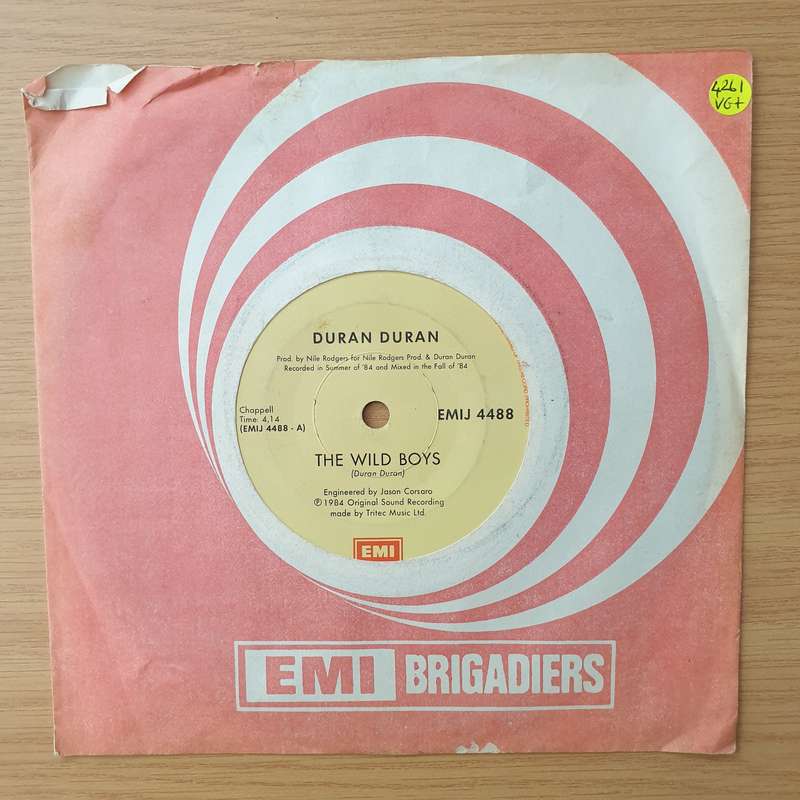 4261
VG+
DURAN DURAN
Prod. by Nile Rodgers for Nile Rodgers Prod. & Duran Duran
Recorded in Summer of '84 and Mixed in the Fall of '84
Chappell
Time: 4,14
(EMIJ 4488 - A)
EMIJ 4488
THE WILD BOYS
(Duran Duran)
Engineered by Jason Corsaro
℗ 1984 Original Sound Recording
made by Tritec Music Ltd.
EMI
EMI BRIGADIERS